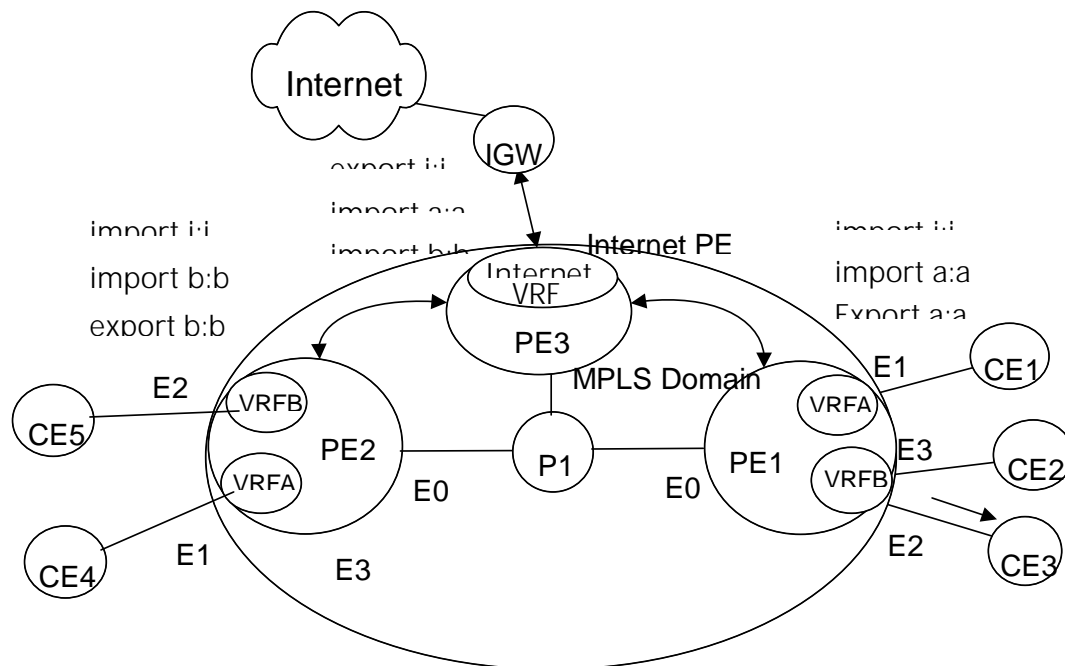 Internet
IGW
export i:i
import a:a
import b:b
import i:i
import b:b
export b:b
import i:i
import a:a
Export a:a
Internet PE
Internet
VRF
PE3
MPLS Domain
E2
VRFB
CE5
PE2
VRFA
E0
E1
CE4
E3
P1
E1
CE1
VRFA
PE1
E3
CE2
VRFB
E0
E2
CE3